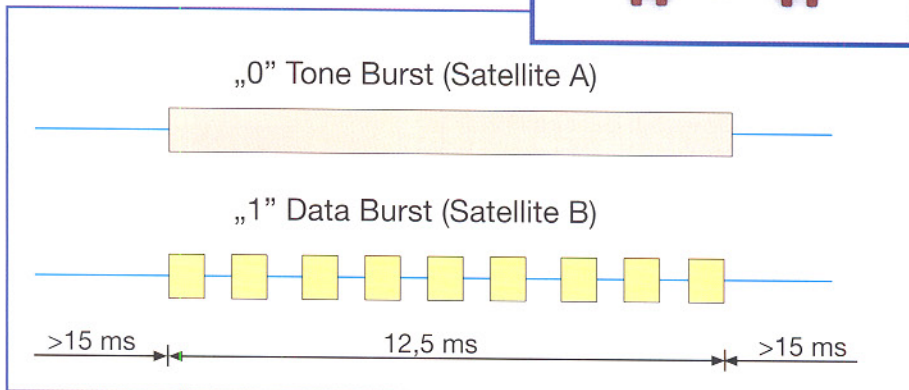 „0” Tone Burst (Satellite A)
„1” Data Burst (Satellite B)
>15 ms
12,5 ms
>15 ms